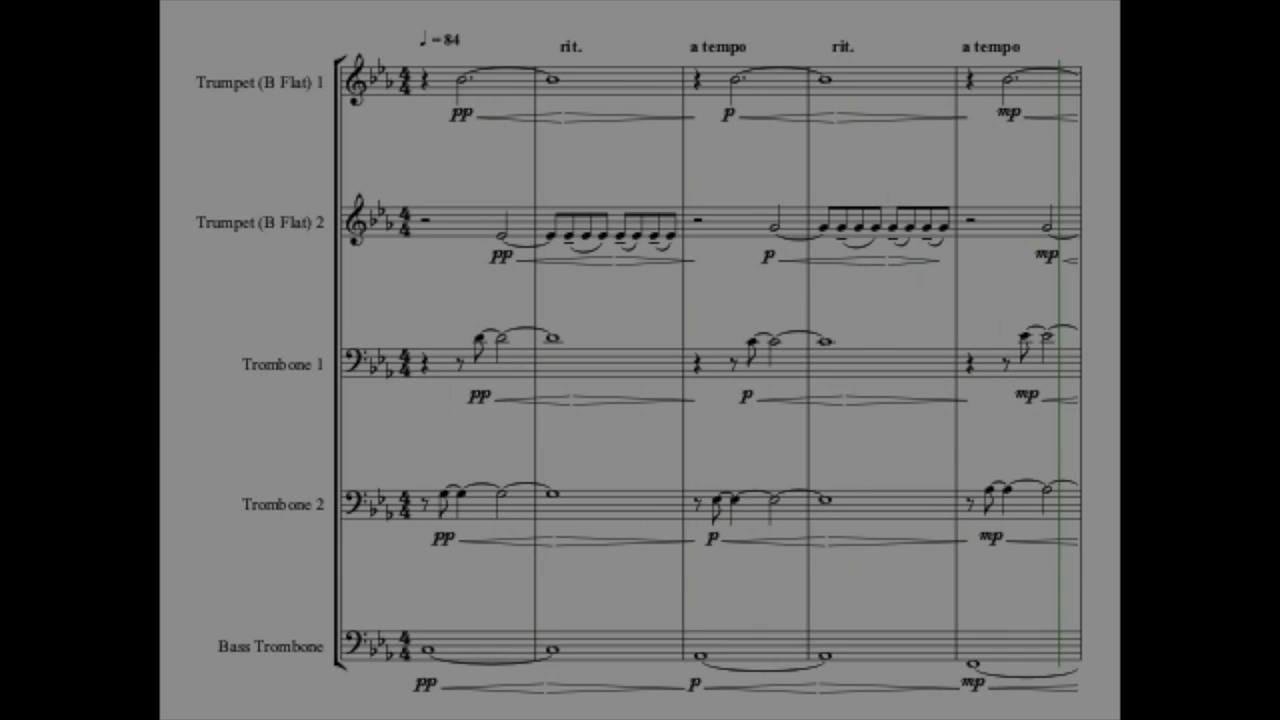 ♩ = 84 rit. a tempo rit. a tempo
Trumpet (B Flat) 1
pp p mp
Trumpet (B Flat) 2
pp p mp
Trombone 1
pp p mp
Trombone 2
pp p mp
Bass Trombone
pp p mp